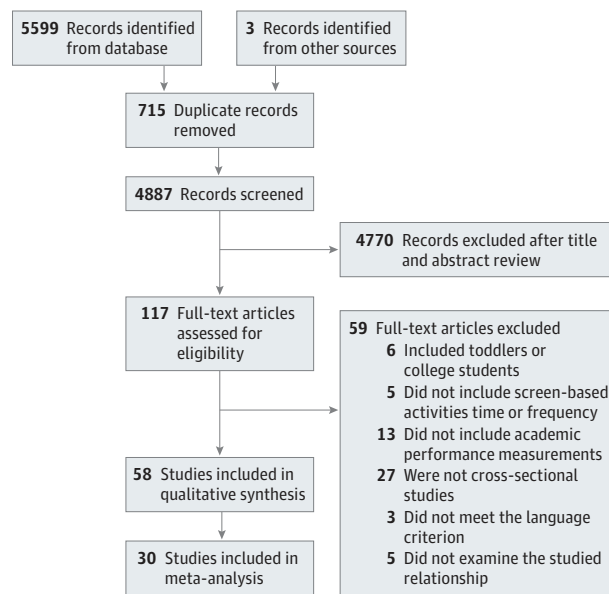 5599 Records identified
from database
3 Records identified
from other sources
715 Duplicate records
removed
4887 Records screened
4770 Records excluded after title
and abstract review
117 Full-text articles
assessed for
eligibility
59 Full-text articles excluded
6 Included toddlers or
college students
5 Did not include screen-based
activities time or frequency
13 Did not include academic
performance measurements
27 Were not cross-sectional
studies
3 Did not meet the language
criterion
5 Did not examine the studied
relationship
58 Studies included in
qualitative synthesis
30 Studies included in
meta-analysis